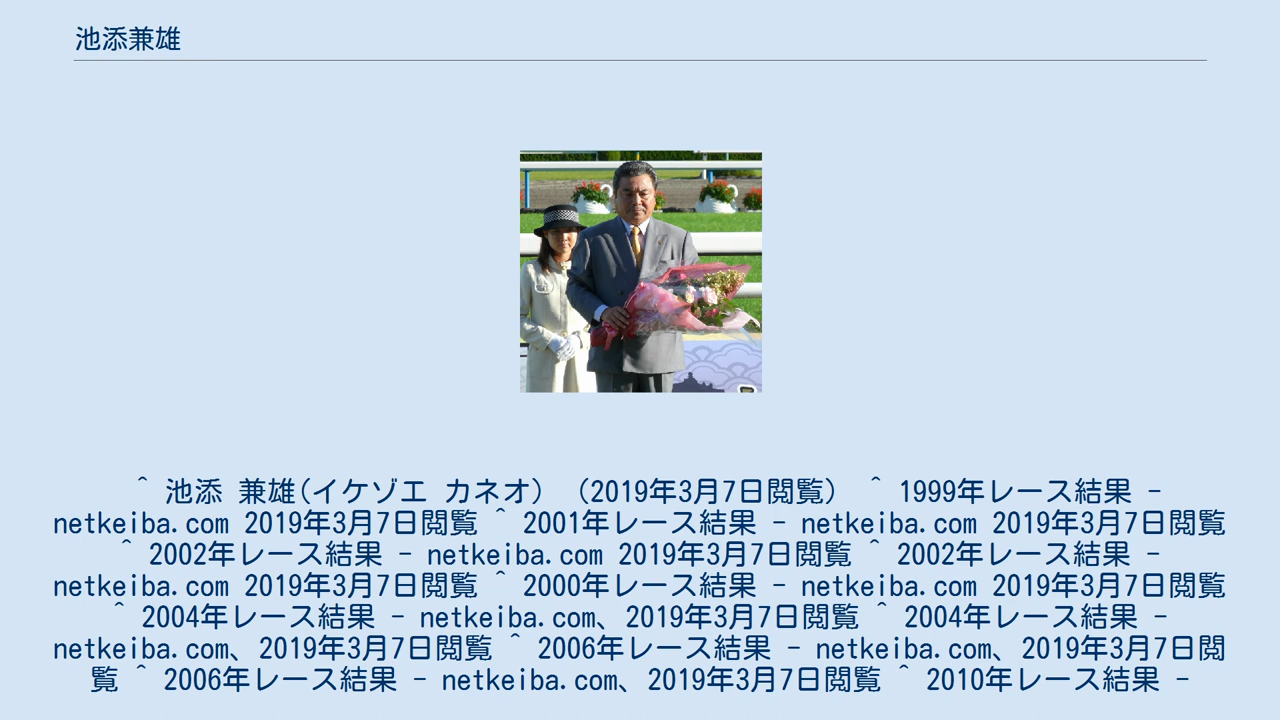 池添兼雄
^ 池添 兼雄(イケゾエ カネオ) （2019年3月7日閲覧） ^ 1999年レース結果 -
netkeiba.com 2019年3月7日閲覧 ^ 2001年レース結果 - netkeiba.com 2019年3月7日閲覧
^ 2002年レース結果 - netkeiba.com 2019年3月7日閲覧 ^ 2002年レース結果 -
netkeiba.com 2019年3月7日閲覧 ^ 2000年レース結果 - netkeiba.com 2019年3月7日閲覧
^ 2004年レース結果 - netkeiba.com、2019年3月7日閲覧 ^ 2004年レース結果 -
netkeiba.com、2019年3月7日閲覧 ^ 2006年レース結果 - netkeiba.com、2019年3月7日閲
覧 ^ 2006年レース結果 - netkeiba.com、2019年3月7日閲覧 ^ 2010年レース結果 -